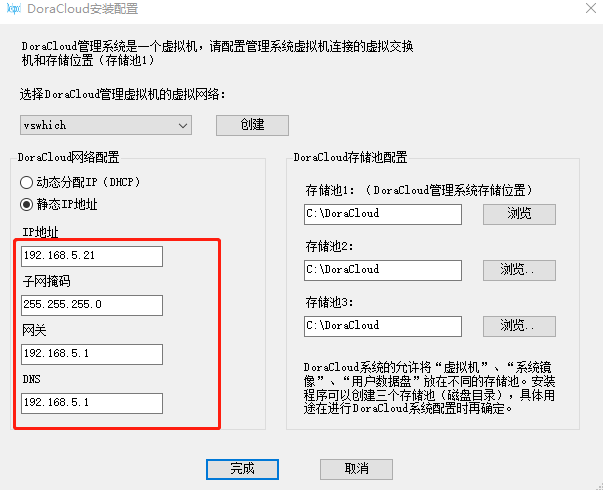 DoraCloud安装配置
DoraCloud管理系统是一个虚拟机，请配置管理系统虚拟机连接的虚拟交换
机和存储位置（存储池1）
选择DoraCloud管理虚拟机的虚拟网络：
vswhich
创建
DoraCloud网络配置
动态分配IP（DHCP）
静态IP地址
IP地址
192.168.5.21
子网掩码
255.255.255.0
网关
192.168.5.1
DNS
192.168.5.1
DoraCloud存储池配置
存储池1：（DoraCloud管理系统存储位置）
C:\DoraCloud
浏览
存储池2：
C:\DoraCloud
浏览..
存储池3：
C:\DoraCloud
浏览..
DoraCloud系统的允许将“虚拟机”、“系统镜
像”、“用户数据盘”放在不同的存储池。安装
程序可以创建三个存储池（磁盘目录），具体用
途在进行DoraCloud系统配置时再确定。
完成
取消